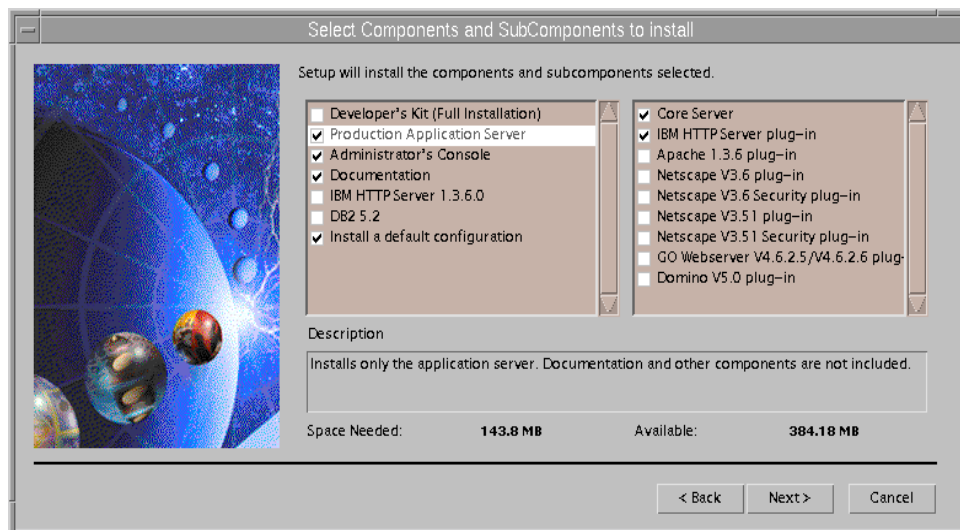 Select Components and SubComponents to install
Setup will install the components and subcomponents selected.
Developer's Kit (Full Installation)
Production Application Server
Administrator's Console
Documentation
IBM HTTP Server 1.3.6.0
DB2 5.2
Install a default configuration
Core Server
IBM HTTP Server plug-in
Apache 1.3.6 plug-in
Netscape V3.6 plug-in
Netscape V3.6 Security plug-in
Netscape V3.51 plug-in
Netscape V3.51 Security plug-in
GO Webserver V4.6.2.5/V4.6.2.6 plug-
Domino V5.0 plug-in
Description
Installs only the application server. Documentation and other components are not included.
Space Needed: 143.8 MB Available: 384.18 MB
< Back Next > Cancel